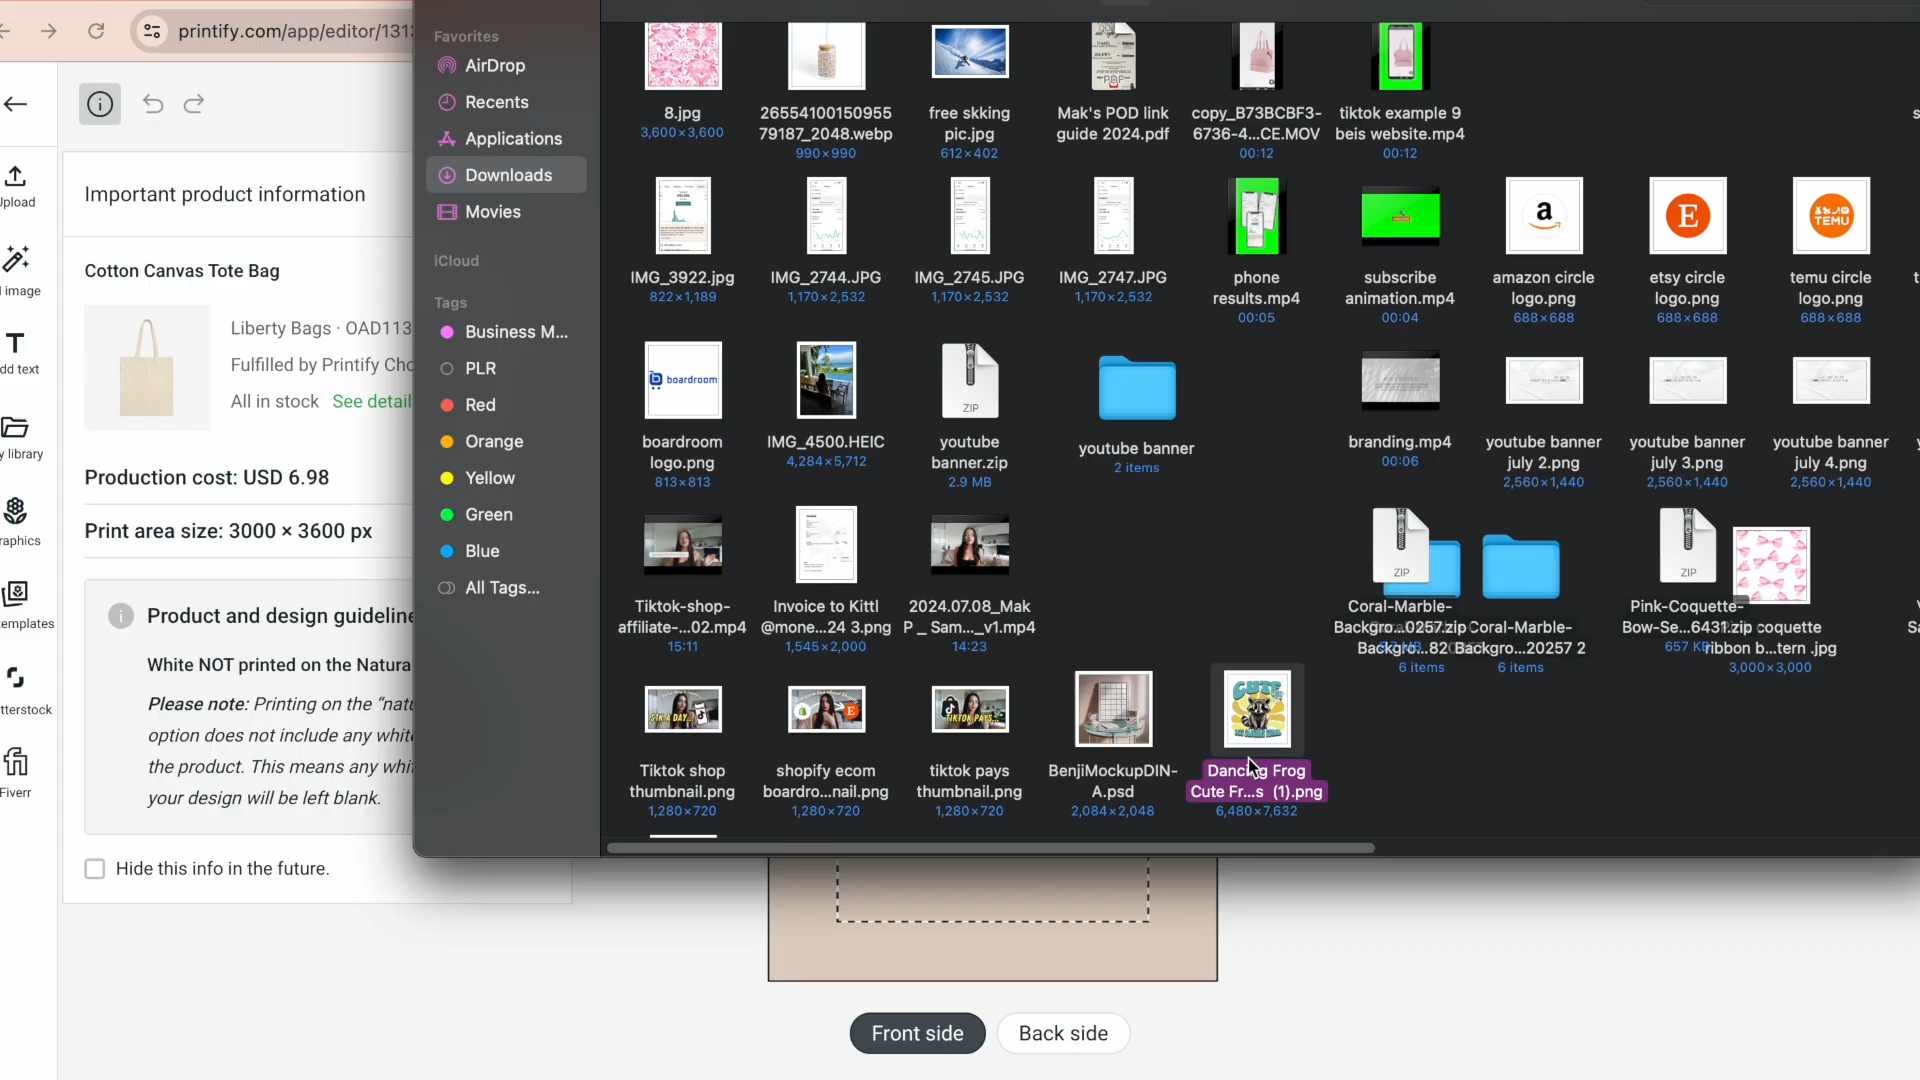 printify.com/app/editor/131
Important product information
Cotton Canvas Tote Bag
Liberty Bags · OAD113
Fulfilled by Printify Cho
All in stock See detail
Production cost: USD 6.98
Print area size: 3000 × 3600 px
Product and design guideline
White NOT printed on the Natura
Please note: Printing on the “natu
option does not include any white
the product. This means any whi
your design will be left blank.
Hide this info in the future.
Upload
image
dd text
y library
raphics
emplates
tterstock
Fiverr
Favorites
AirDrop
Recents
Applications
Downloads
Movies
iCloud
Tags
Business M...
PLR
Red
Orange
Yellow
Green
Blue
All Tags...
8.jpg
3,600×3,600
26554100150955
79187_2048.webp
990×990
free skking
pic.jpg
612×402
Mak's POD link
guide 2024.pdf
copy_B73BCBF3-
6736-4...CE.MOV
00:12
tiktok example 9
beis website.mp4
00:12
IMG_3922.jpg
822×1,189
IMG_2744.JPG
1,170×2,532
IMG_2745.JPG
1,170×2,532
IMG_2747.JPG
1,170×2,532
phone
results.mp4
00:05
subscribe
animation.mp4
00:04
a
amazon circle
logo.png
688×688
E
etsy circle
logo.png
688×688
TEMU
temu circle
logo.png
688×688
boardroom
boardroom
logo.png
813×813
IMG_4500.HEIC
4,284×5,712
ZIP
youtube
banner.zip
2.9 MB
youtube banner
2 items
branding.mp4
00:06
youtube banner
july 2.png
2,560×1,440
youtube banner
july 3.png
2,560×1,440
youtube banner
july 4.png
2,560×1,440
Tiktok-shop-
affiliate-...02.mp4
15:11
Invoice to Kittl
@mone...24 3.png
1,545×2,000
2024.07.08_Mak
P _ Sam..._v1.mp4
14:23
ZIP
Coral-Marble-
Backgro...0257.zip
Backgro...82
6 items
Coral-Marble-
Backgro...20257 2
6 items
ZIP
Pink-Coquette-
Bow-Se...6431.zip
657 KB
coquette
ribbon b...tern .jpg
3,000×3,000
$1K A DAY...
Tiktok shop
thumbnail.png
1,280×720
shopify ecom
boardro...nail.png
1,280×720
TIKTOK PAYS...
tiktok pays
thumbnail.png
1,280×720
BenjiMockupDIN-
A.psd
2,084×2,048
CUTE
Dancing Frog
Cute Fr...s (1).png
6,480×7,632
Front side
Back side